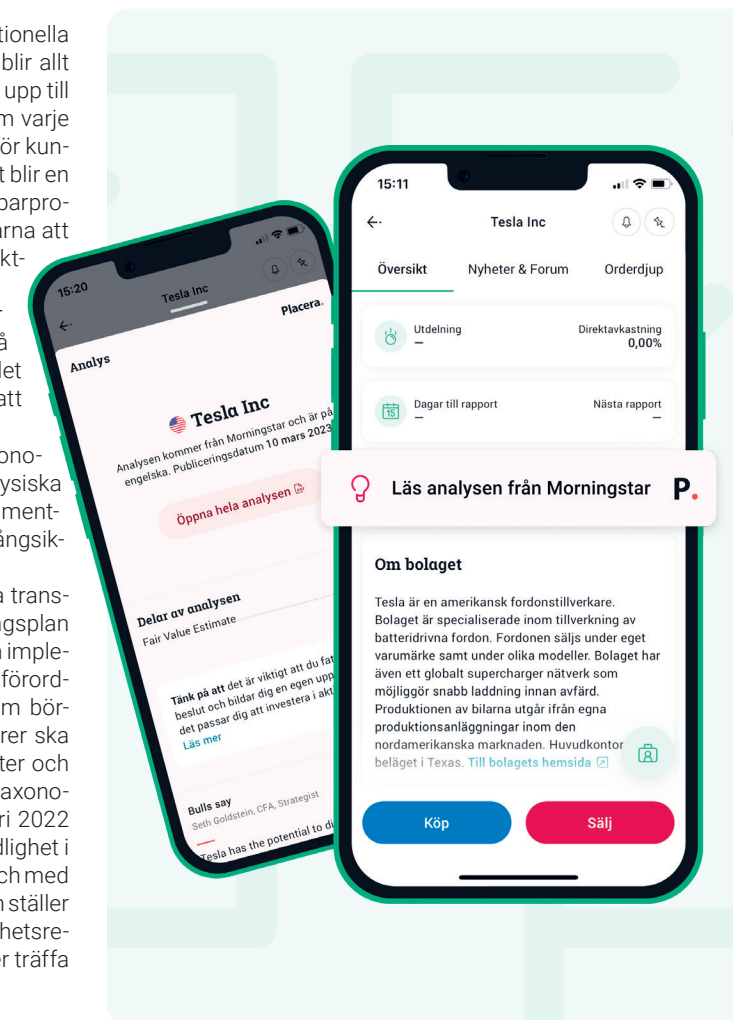 tionella
blir allt
upp till
m varje
ör kun-
t blir en
parpro-
arna att
kt-
å
att
ono-
ysiska
ment-
ångsik-
a trans-
ngsplan
imple-
förord-
m bör-
rer ska
ter och
axono-
ri 2022
dlighet i
ch med
n ställer
hetsre-
er träffa
15:20
Tesla Inc
Placera.
Analys
Tesla Inc
Analysen kommer från Morningstar och är på
engelska. Publiceringsdatum 10 mars 2023
Öppna hela analysen
Delar av analysen
Fair Value Estimate
Tänk på att det är viktigt att du fat
beslut och bildar dig en egen upp
det passar dig att investera i akt
Läs mer
Bulls say
Seth Goldstein, CFA, Strategist
Tesla has the potential to di
15:11
Tesla Inc
Översikt Nyheter & Forum Orderdjup
Utdelning Direktavkastning
– 0,00%
15
Dagar till rapport Nästa rapport
– –
Läs analysen från Morningstar P.
Om bolaget
Tesla är en amerikansk fordonstillverkare.
Bolaget är specialiserade inom tillverkning av
batteridrivna fordon. Fordonen säljs under eget
varumärke samt under olika modeller. Bolaget har
även ett globalt supercharger nätverk som
möjliggör snabb laddning innan avfärd.
Produktionen av bilarna utgår ifrån egna
produktionsanläggningar inom den
nordamerikanska marknaden. Huvudkontor
beläget i Texas. Till bolagets hemsida
Köp Sälj